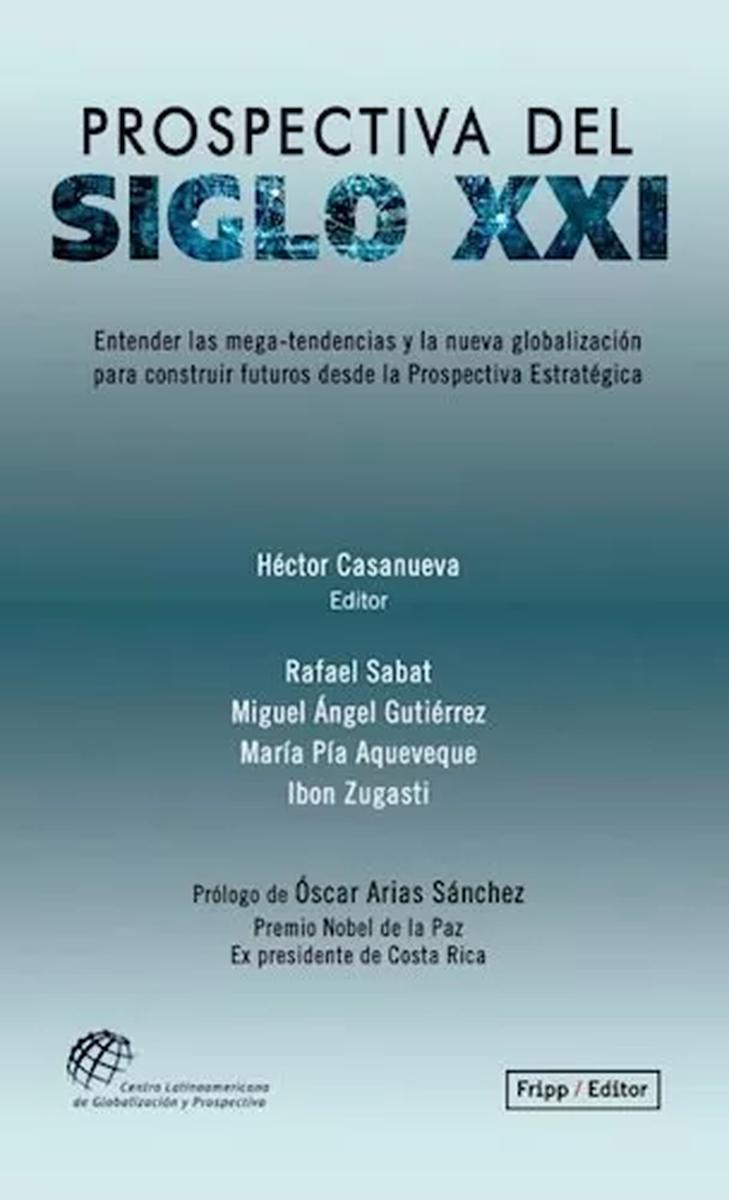 PROSPECTIVA DEL
SIGLO XXI
Entender las mega-tendencias y la nueva globalización
para construir futuros desde la Prospectiva Estratégica
Héctor Casanueva
Editor
Rafael Sabat
Miguel Ángel Gutiérrez
María Pía Aqueveque
Ibon Zugasti
Prólogo de Óscar Arias Sánchez
Premio Nobel de la Paz
Ex presidente de Costa Rica
Centro Latinoamericano
de Globalización y Prospectiva
Fripp / Editor